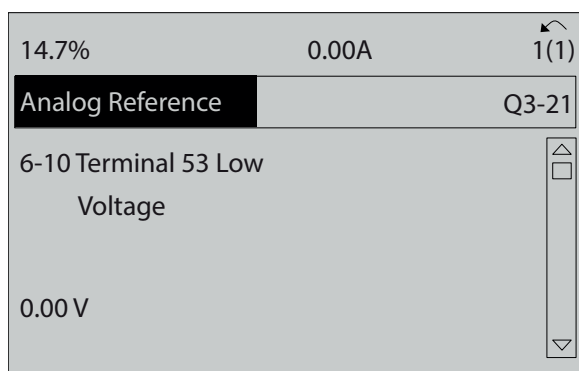 14.7% 0.00A 1(1)
Analog Reference Q3-21
6-10 Terminal 53 Low
Voltage
0.00 V